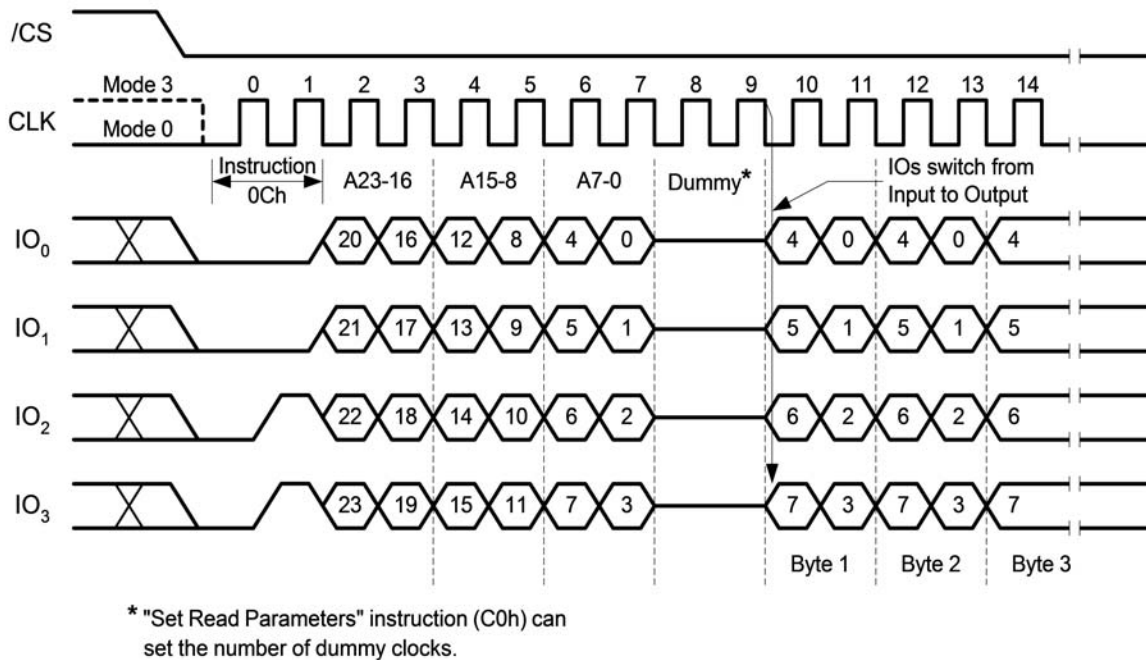 /CS
Mode 3 0 1 2 3 4 5 6 7 8 9 10 11 12 13 14
CLK
Mode 0
Instruction
0Ch
A23-16 A15-8 A7-0 Dummy*
IOs switch from
Input to Output
IO0 20 16 12 8 4 0 4 0 4 0 4
IO1 21 17 13 9 5 1 5 1 5 1 5
IO2 22 18 14 10 6 2 6 2 6 2 6
IO3 23 19 15 11 7 3 7 3 7 3 7
Byte 1 Byte 2 Byte 3
* "Set Read Parameters" instruction (C0h) can
set the number of dummy clocks.